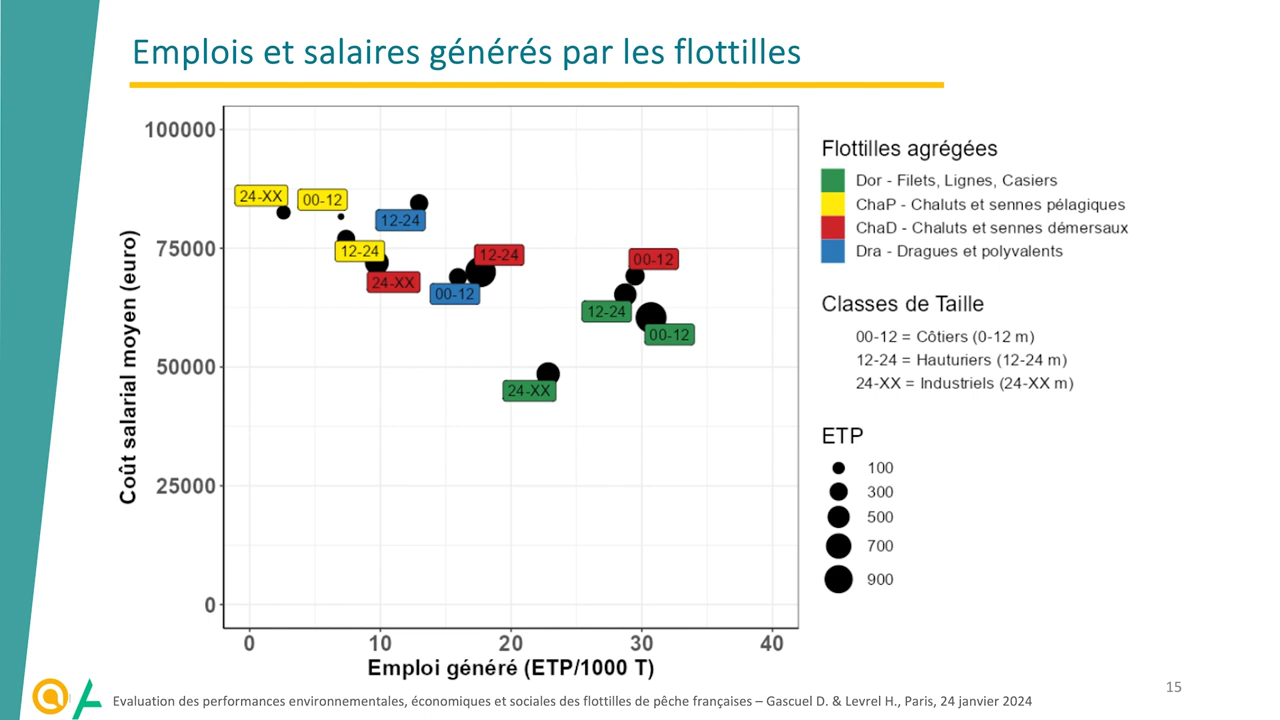 Emplois et salaires générés par les flottilles
100000
75000
50000
25000
0
Coût salarial moyen (euro)
24-XX
00-12
12-24
12-24
24-XX
12-24
00-12
00-12
12-24
00-12
24-XX
0 10 20 30 40
Emploi généré (ETP/1000 T)
Flottilles agrégées
Dor - Filets, Lignes, Casiers
ChaP - Chaluts et sennes pélagiques
ChaD - Chaluts et sennes démersaux
Dra - Dragues et polyvalents
Classes de Taille
00-12 = Côtiers (0-12 m)
12-24 = Hauturiers (12-24 m)
24-XX = Industriels (24-XX m)
ETP
100
300
500
700
900
15
Evaluation des performances environnementales, économiques et sociales des flottilles de pêche françaises – Gascuel D. & Levrel H., Paris, 24 janvier 2024